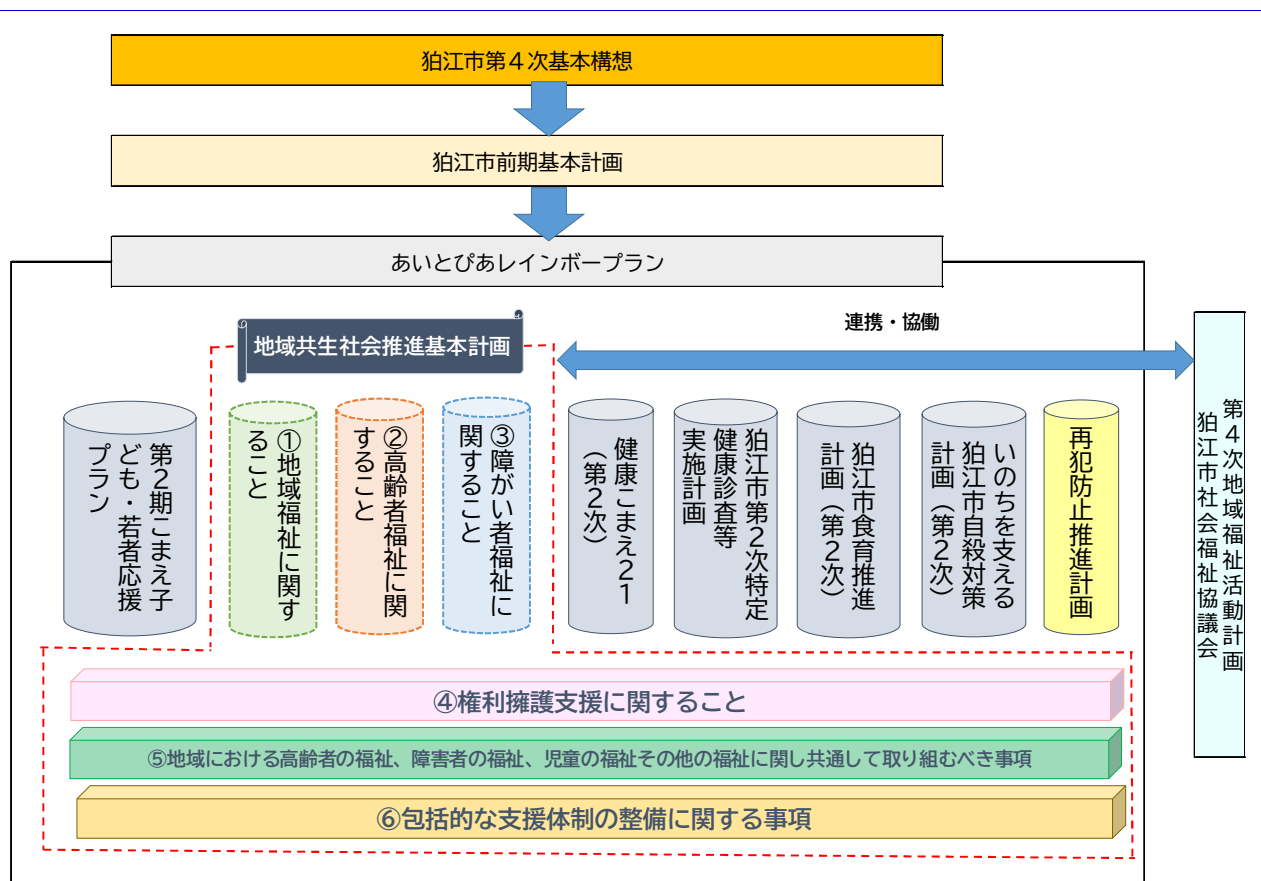 狛江市第４次基本構想
狛江市前期基本計画
あいとぴあレインボープラン
連携・協働
地域共生社会推進基本計画
第２期こまえ子
ども・若者応援
プラン
①地域福祉に関す
ること
②高齢者福祉に関
すること
③障がい者福祉に
関すること
健康こまえ２１
（第２次）
狛江市第２次特定
健康診査等
実施計画
狛江市食育推進
計画（第２次）
いのちを支える
狛江市自殺対策
計画（第２次）
再犯防止推進計画
第４次地域福祉活動計画
狛江市社会福祉協議会
④権利擁護支援に関すること
⑤地域における高齢者の福祉、障害者の福祉、児童の福祉その他の福祉に関し共通して取り組むべき事項
⑥包括的な支援体制の整備に関する事項